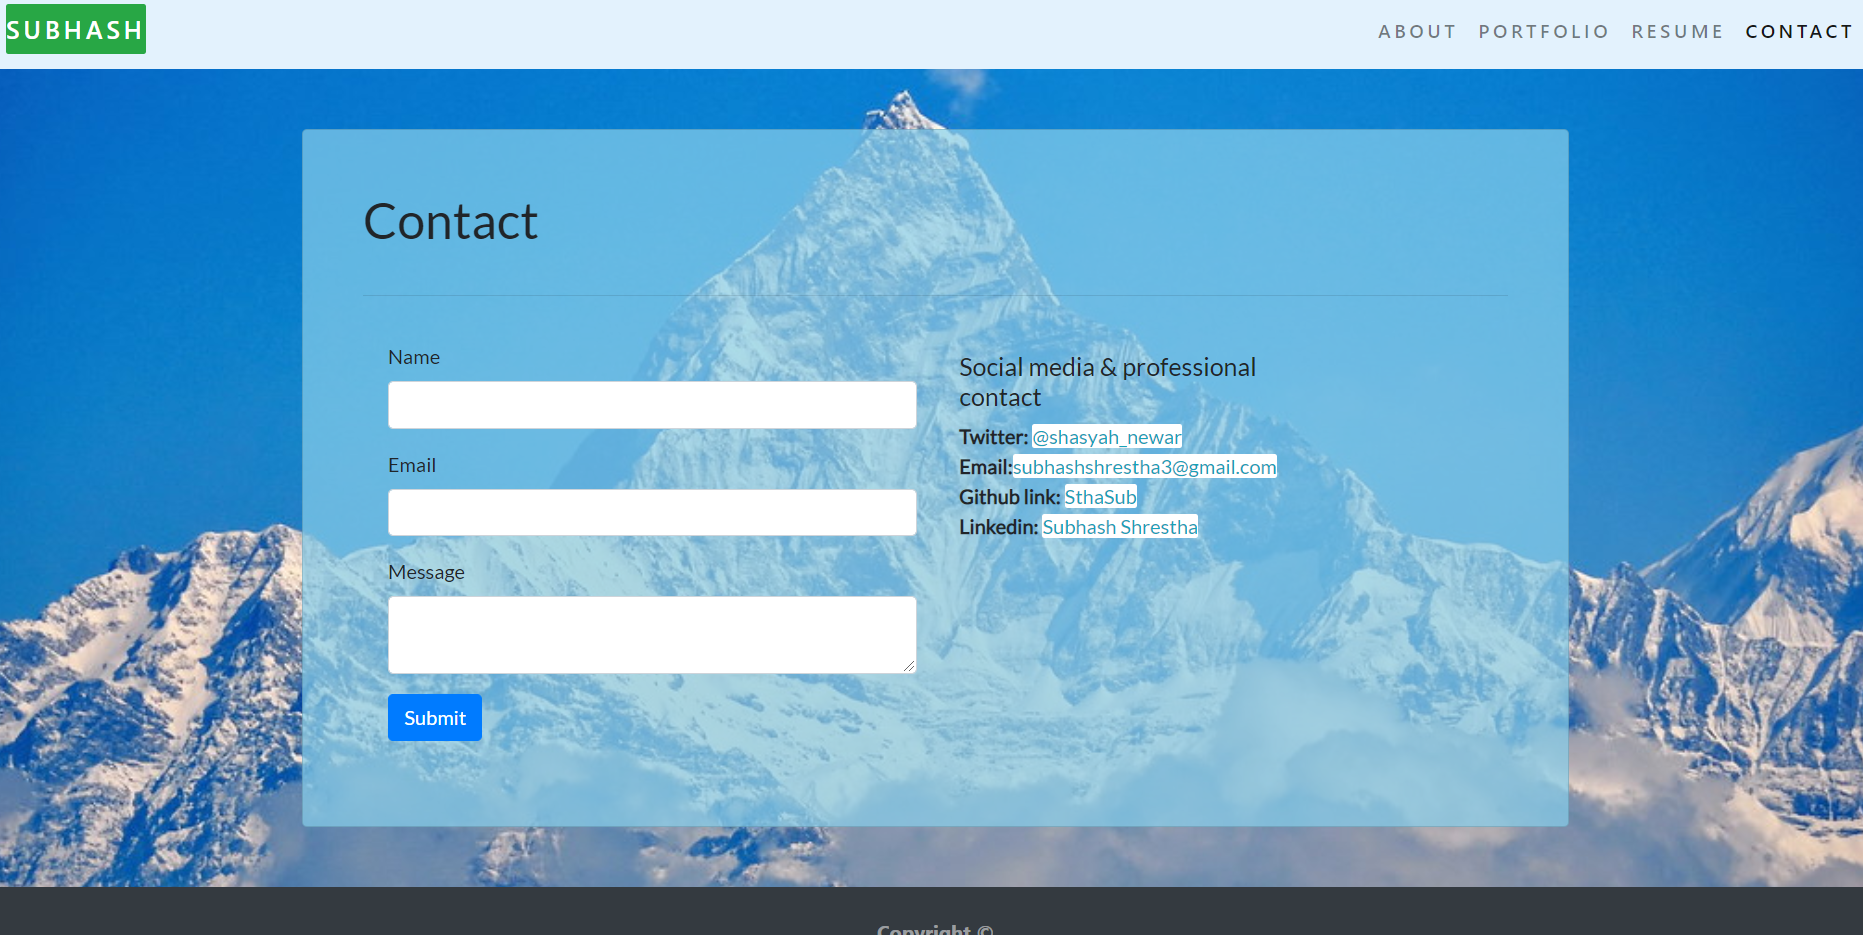 SUBHASH
ABOUT PORTFOLIO RESUME CONTACT
Contact
Name
Email
Message
Submit
Social media & professional
contact
Twitter: @shasyah_newar
Email:subhashshrestha3@gmail.com
Github link: SthaSub
Linkedin: Subhash Shrestha
Copyright ©